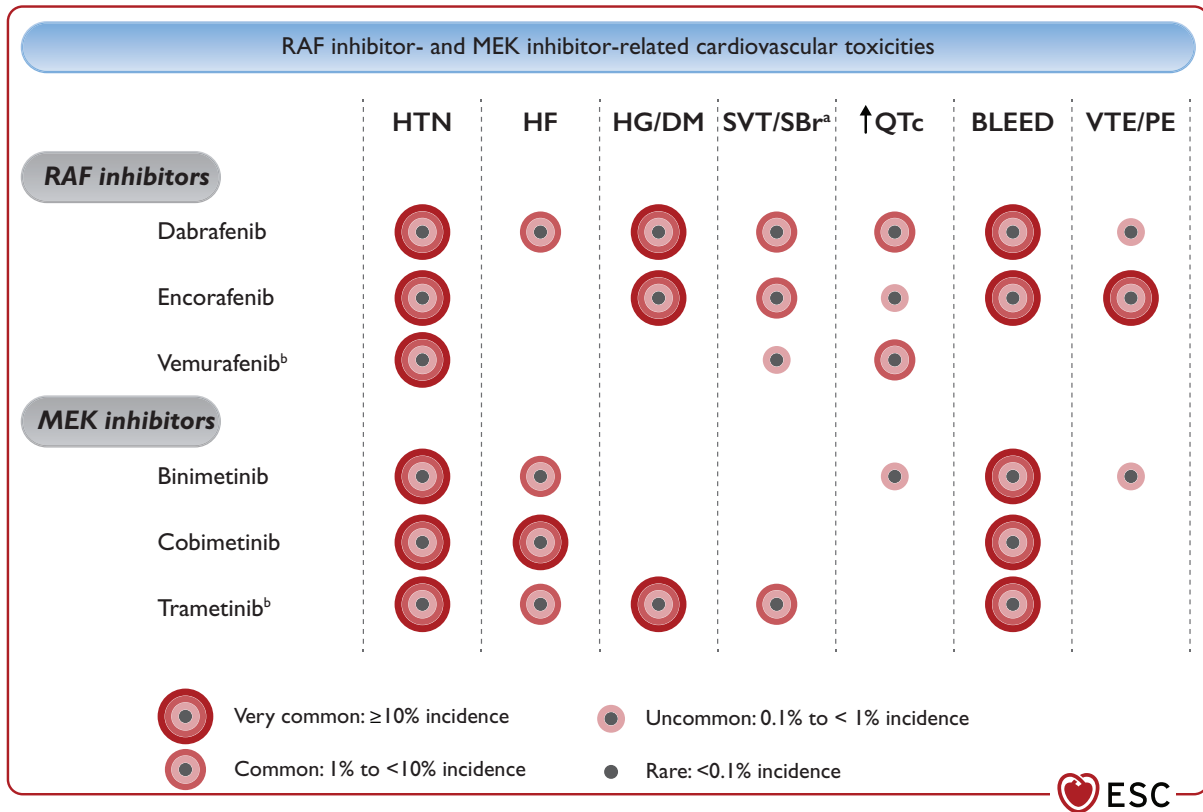 RAF inhibitor- and MEK inhibitor-related cardiovascular toxicities
HTN HF HG/DM SVT/SBrᵃ ↑QTc BLEED VTE/PE
RAF inhibitors
Dabrafenib
Encorafenib
Vemurafenibᵇ
MEK inhibitors
Binimetinib
Cobimetinib
Trametinibᵇ
Very common: ≥10% incidence
Uncommon: 0.1% to < 1% incidence
Common: 1% to <10% incidence
Rare: <0.1% incidence
ESC